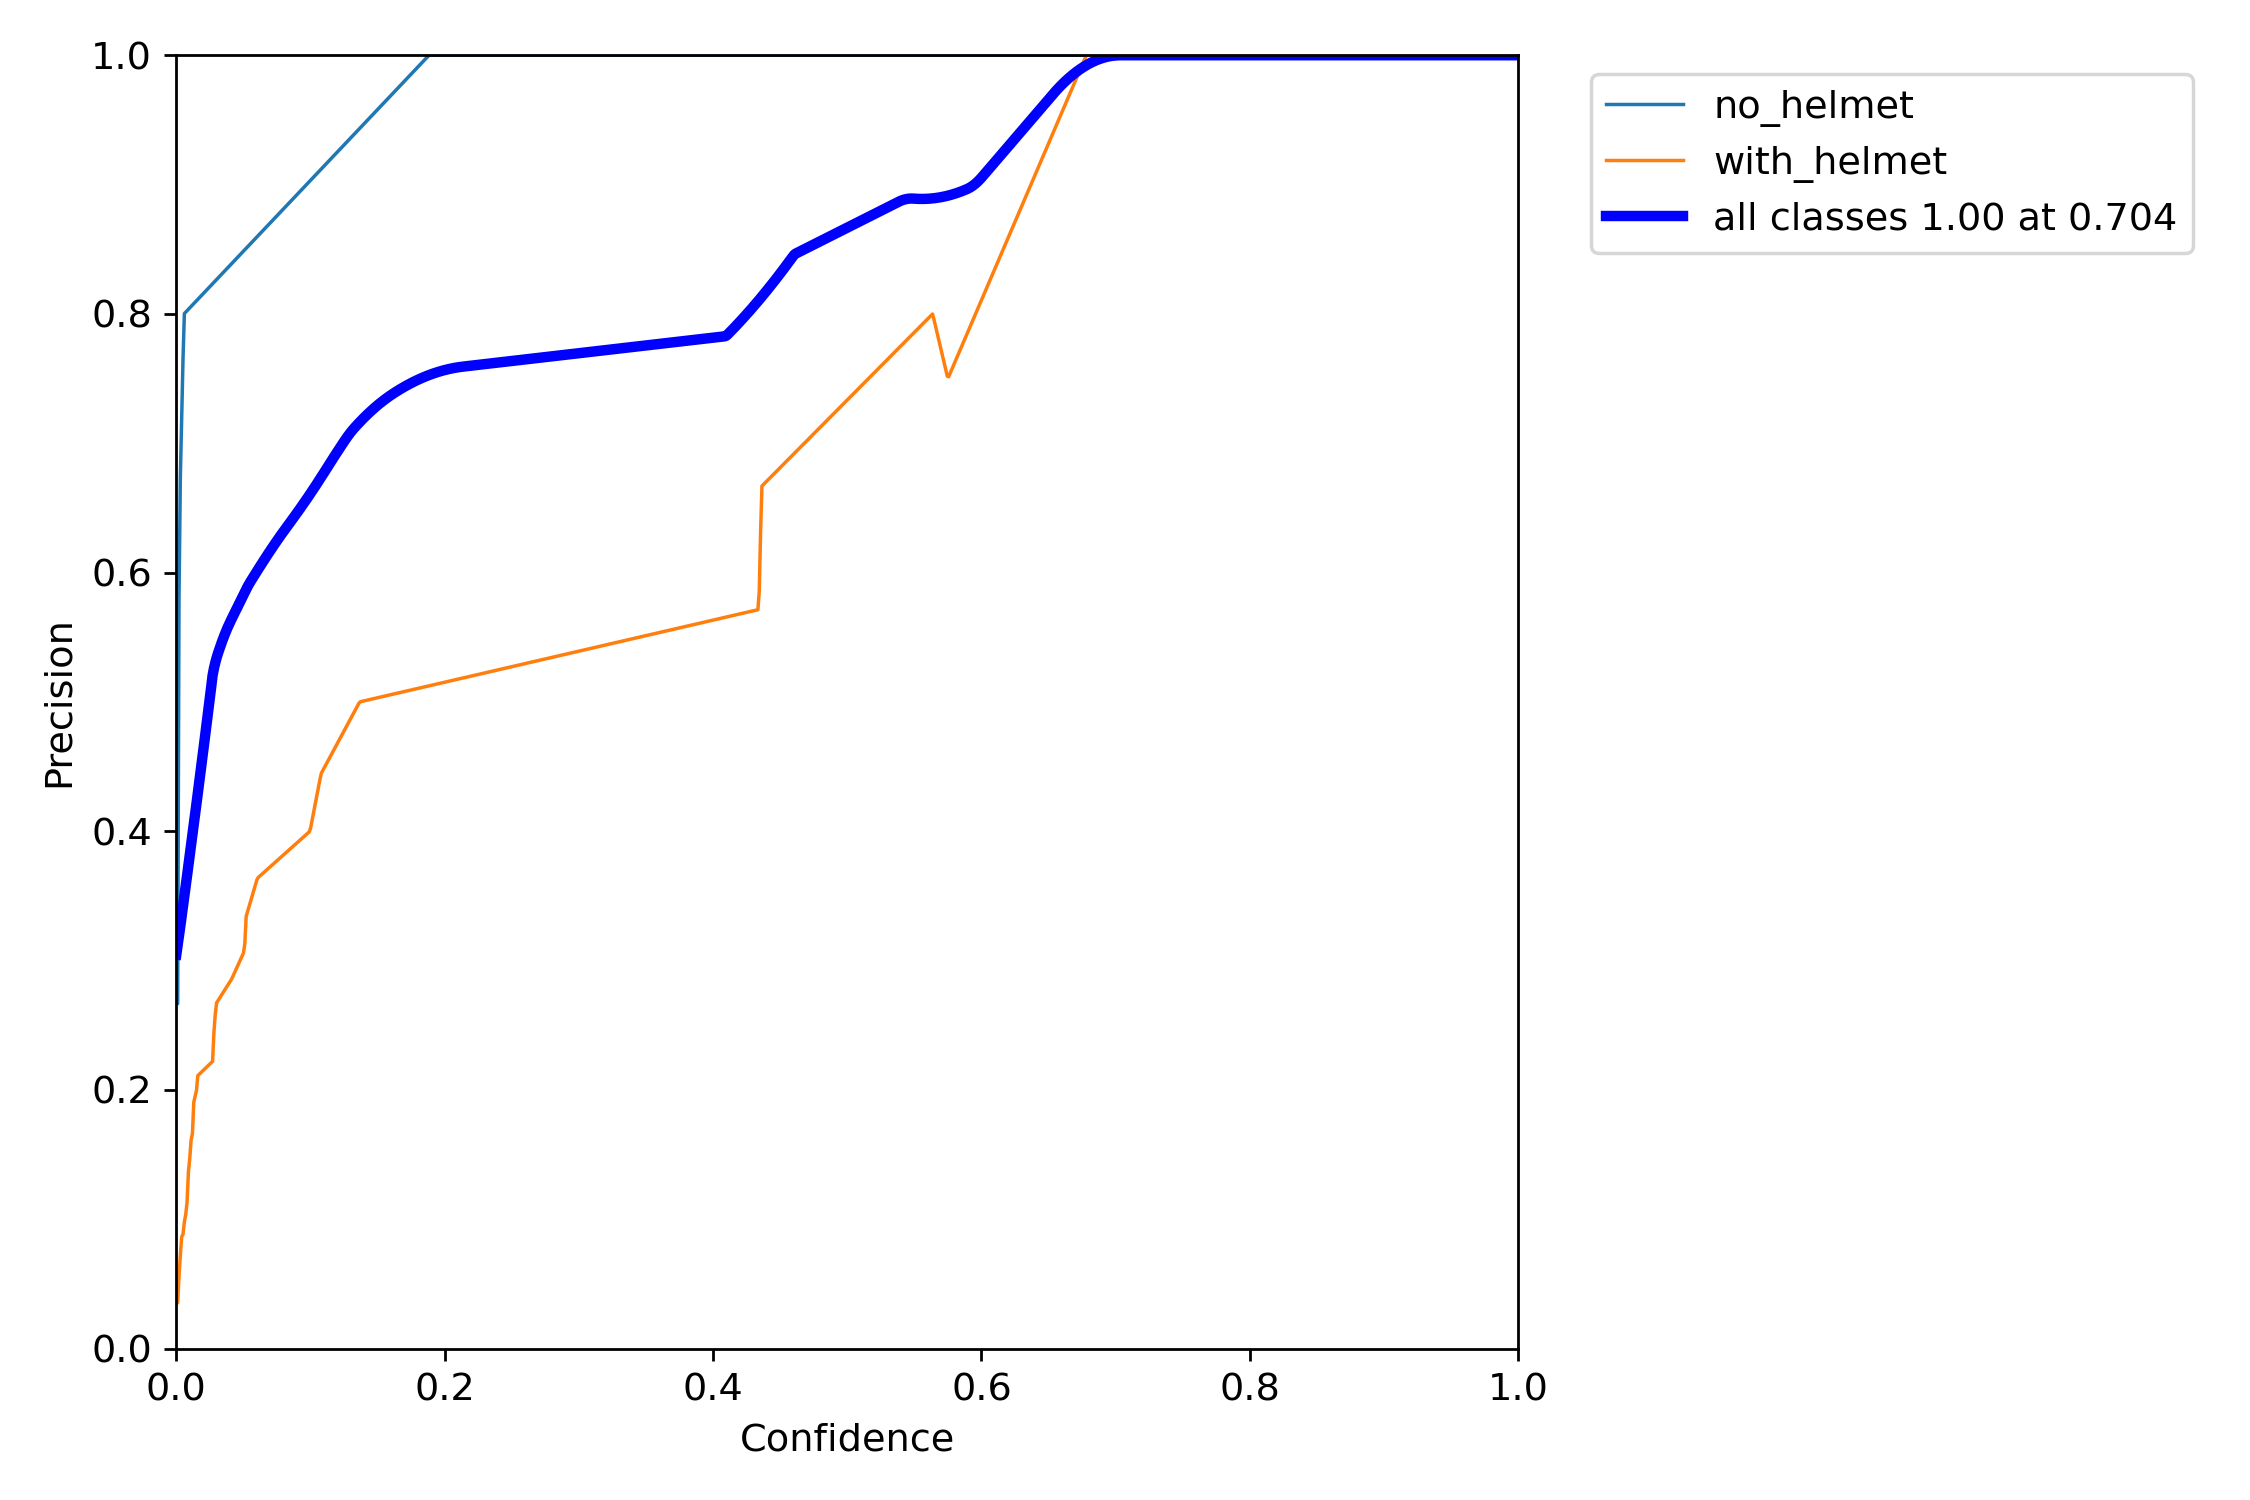 1.0
0.8
0.6
0.4
0.2
0.0
Precision
0.0 0.2 0.4 0.6 0.8 1.0
Confidence
no_helmet
with_helmet
all classes 1.00 at 0.704